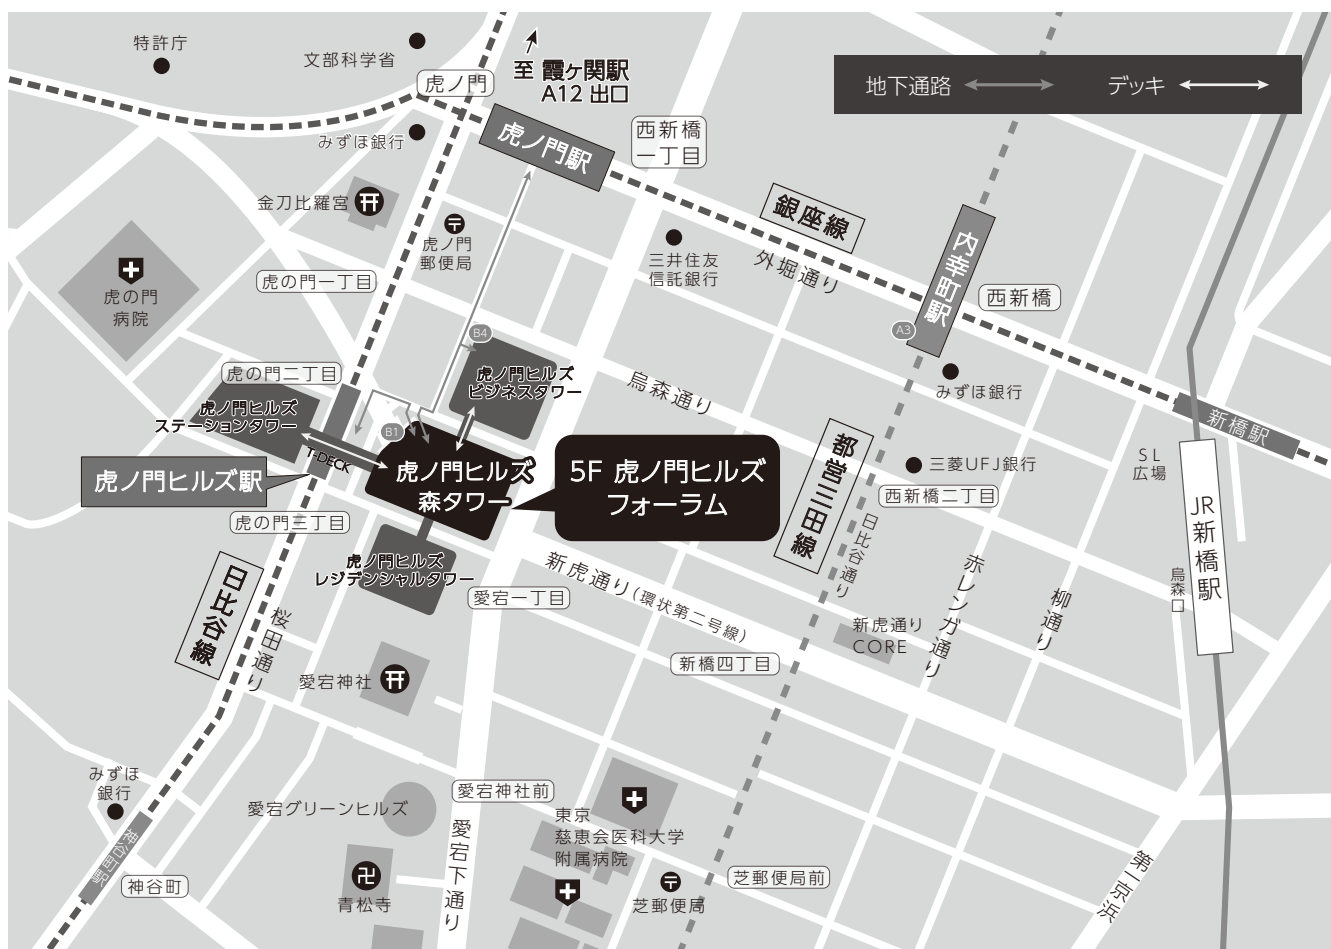 特許庁
文部科学省
虎ノ門
至 霞ヶ関駅
A12 出口
地下通路
デッキ
みずほ銀行
虎ノ門駅
西新橋
一丁目
金刀比羅宮
虎ノ門
郵便局
銀座線
外堀通り
三井住友
信託銀行
内幸町駅
西新橋
A3
虎の門
病院
虎の門一丁目
B4
虎の門二丁目
虎ノ門ヒルズ
ビジネスタワー
烏森通り
みずほ銀行
新橋駅
虎ノ門ヒルズ
ステーションタワー
B1
T-DECK
虎ノ門ヒルズ
森タワー
5F 虎ノ門ヒルズ
フォーラム
都営三田線
三菱UFJ銀行
西新橋二丁目
SL
広場
JR新橋駅
虎ノ門ヒルズ駅
虎の門三丁目
日比谷通り
虎ノ門ヒルズ
レジデンシャルタワー
新虎通り(環状第二号線)
愛宕一丁目
赤レンガ通り
柳通り
烏森口
日比谷線
桜田通り
新虎通り
CORE
新橋四丁目
愛宕神社
みずほ
銀行
愛宕グリーンヒルズ
愛宕神社前
東京
慈恵会医科大学
附属病院
愛宕下通り
神谷町駅
神谷町
青松寺
芝郵便局
芝郵便局前
第一京浜